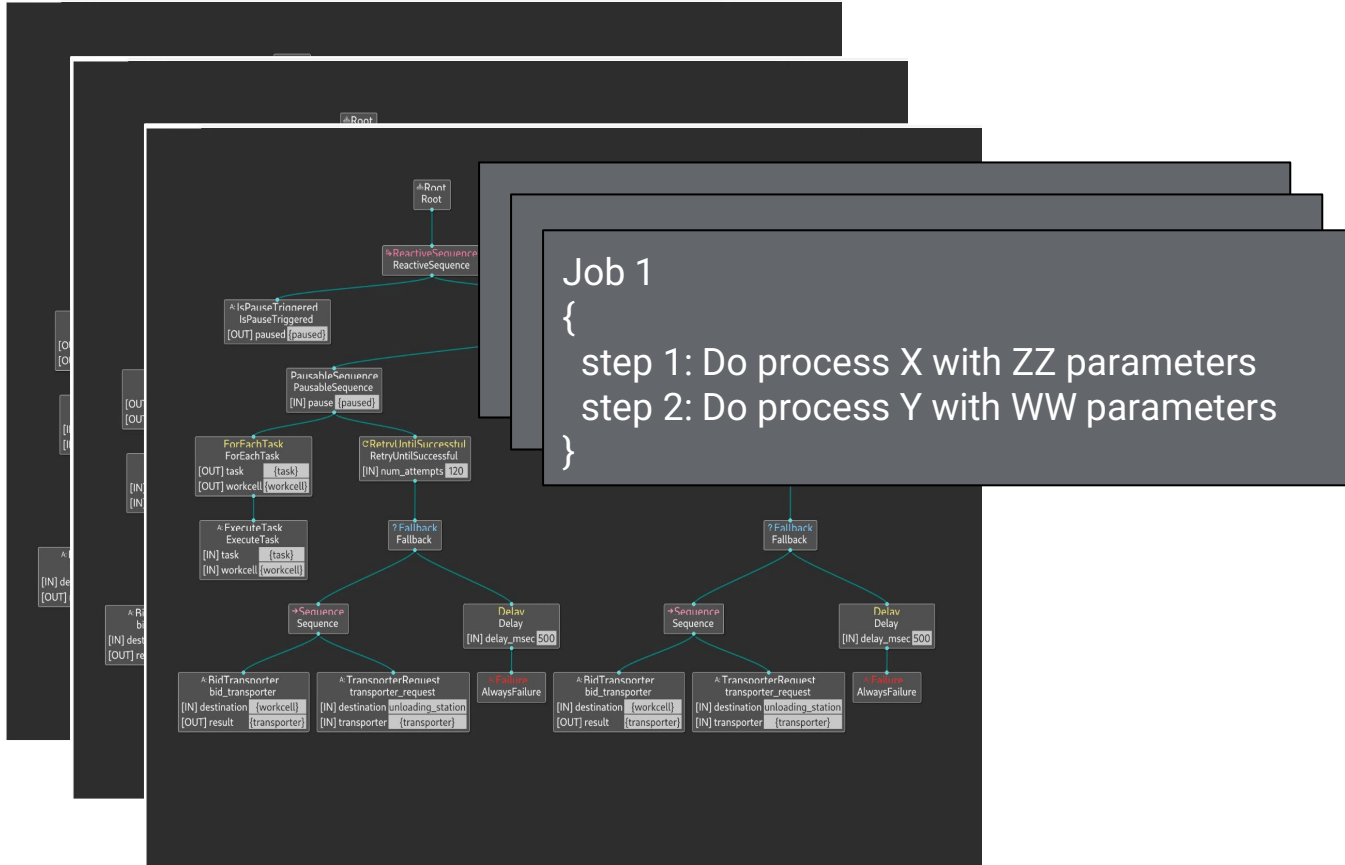 Root
Root
Root
ReactiveSequence
ReactiveSequence
A: IsPauseTriggered
IsPauseTriggered
[OUT] paused {paused}
PausableSequence
PausableSequence
[IN] pause {paused}
ForEachTask
ForEachTask
[OUT] task {task}
[OUT] workcell {workcell}
RetryUntilSuccessful
RetryUntilSuccessful
[IN] num_attempts 120
A: ExecuteTask
ExecuteTask
[IN] task {task}
[IN] workcell {workcell}
? Fallback
Fallback
? Fallback
Fallback
Sequence
Sequence
Delay
Delay
[IN] delay_msec 500
Sequence
Sequence
Delay
Delay
[IN] delay_msec 500
A: BidTransporter
bid_transporter
[IN] destination {workcell}
[OUT] result {transporter}
A: TransporterRequest
transporter_request
[IN] destination unloading_station
[IN] transporter {transporter}
A: Failure
AlwaysFailure
A: BidTransporter
bid_transporter
[IN] destination {workcell}
[OUT] result {transporter}
A: TransporterRequest
transporter_request
[IN] destination unloading_station
[IN] transporter {transporter}
A: Failure
AlwaysFailure
Job 1
{
step 1: Do process X with ZZ parameters
step 2: Do process Y with WW parameters
}